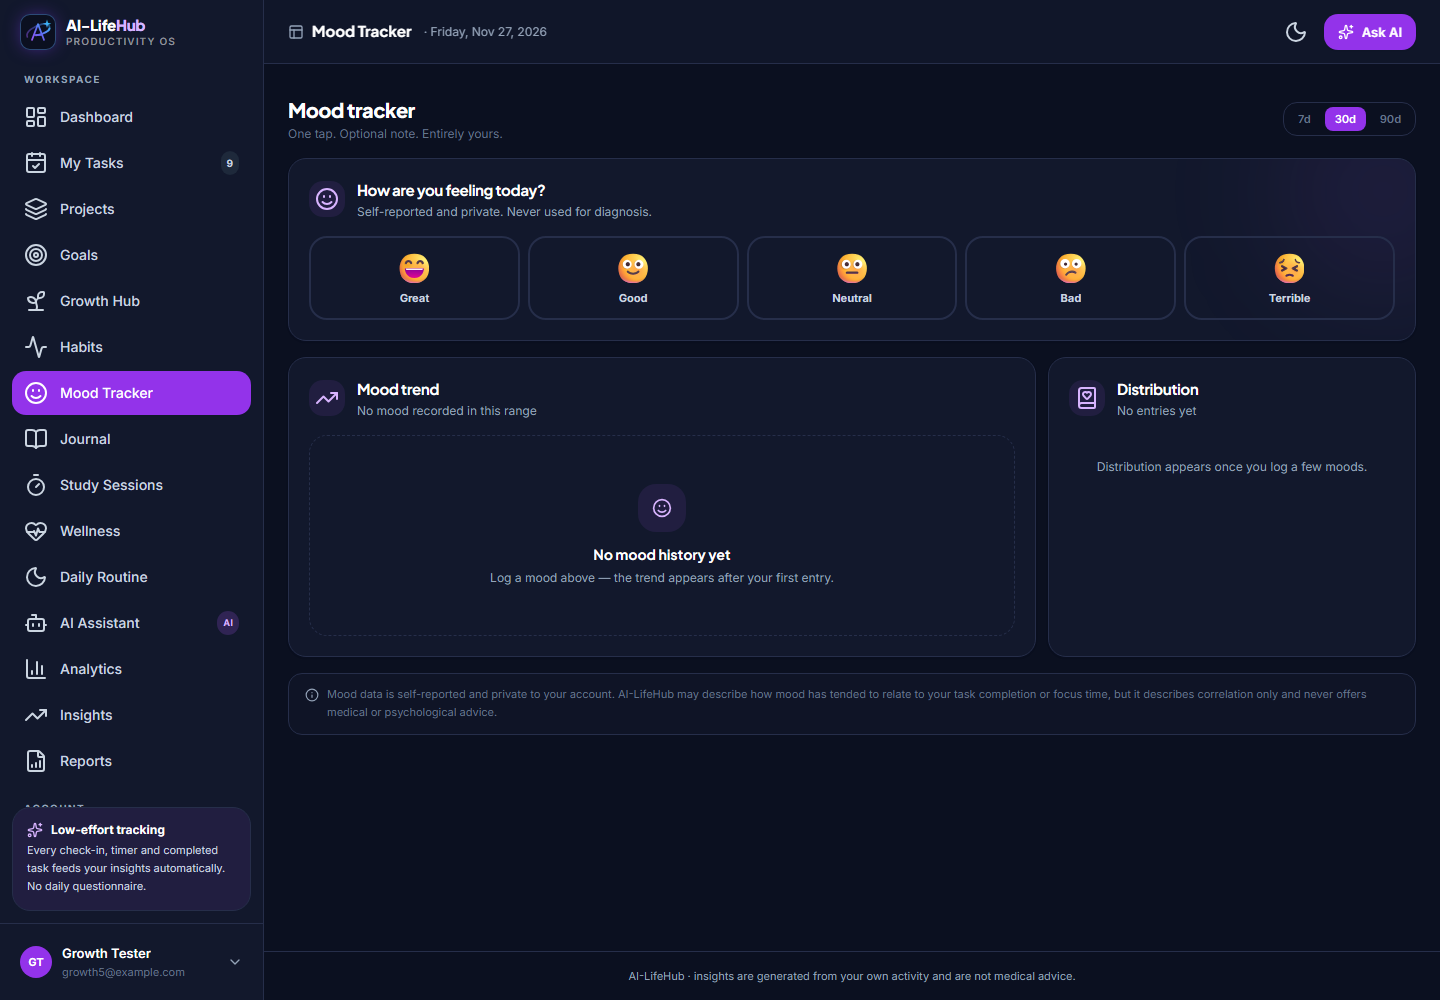 AI-LifeHub
PRODUCTIVITY OS
WORKSPACE
Dashboard
My Tasks
9
Projects
Goals
Growth Hub
Habits
Mood Tracker
Journal
Study Sessions
Wellness
Daily Routine
AI Assistant
AI
Analytics
Insights
Reports
ACCOUNT
Low-effort tracking
Every check-in, timer and completed
task feeds your insights automatically.
No daily questionnaire.
GT
Growth Tester
growth5@example.com
Mood Tracker · Friday, Nov 27, 2026
Ask AI
Mood tracker
One tap. Optional note. Entirely yours.
7d 30d 90d
How are you feeling today?
Self-reported and private. Never used for diagnosis.
Great Good Neutral Bad Terrible
Mood trend
No mood recorded in this range
No mood history yet
Log a mood above — the trend appears after your first entry.
Distribution
No entries yet
Distribution appears once you log a few moods.
Mood data is self-reported and private to your account. AI-LifeHub may describe how mood has tended to relate to your task completion or focus time, but it describes correlation only and never offers
medical or psychological advice.
AI-LifeHub · insights are generated from your own activity and are not medical advice.